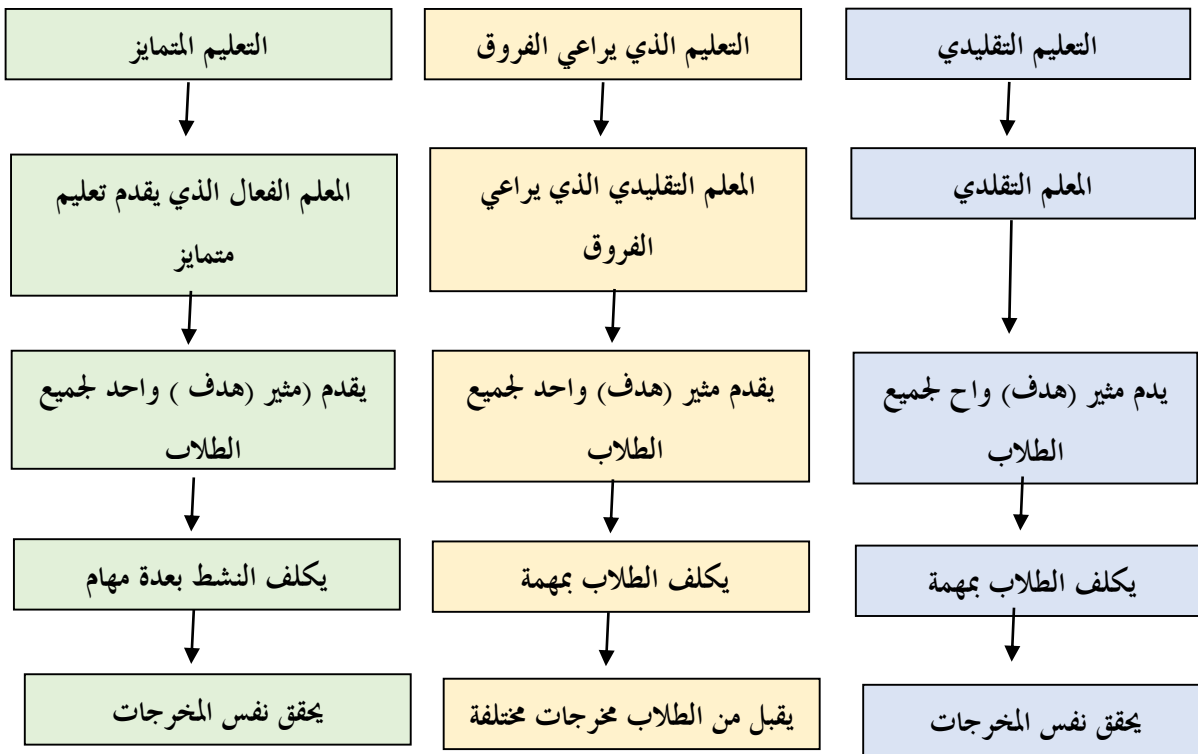 التعليم التقليدي
التعليم الذي يراعي الفروق
التعليم المتمايز
المعلم التقلدي
المعلم التقليدي الذي يراعي
الفروق
المعلم الفعال الذي يقدم تعليم
متمايز
يدم مثير (هدف) واح لجميع
الطلاب
يقدم مثير (هدف) واحد لجميع
الطلاب
يقدم (مثير (هدف ) واحد لجميع
الطلاب
يكلف الطلاب بمهمة
يكلف الطلاب بمهمة
يكلف النشط بعدة مهام
يحقق نفس المخرجات
يقبل من الطلاب مخرجات مختلفة
يحقق نفس المخرجات